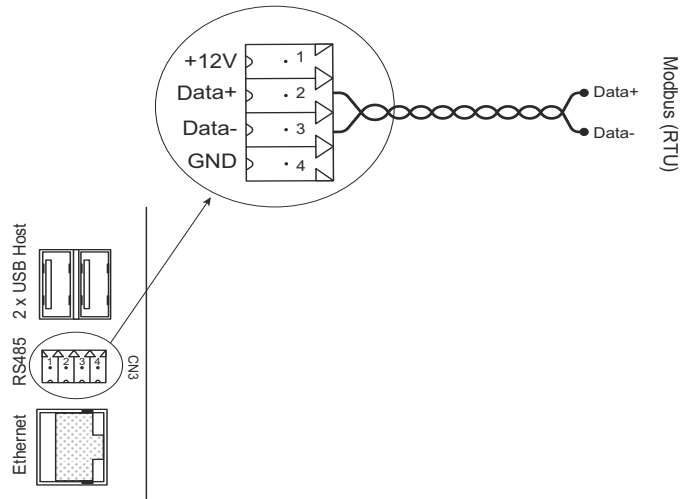 +12V 1
Data+ 2
Data- 3
GND 4
Data+
Data-
Modbus (RTU)
2 x USB Host
RS485
1 2 3 4
CN3
Ethernet